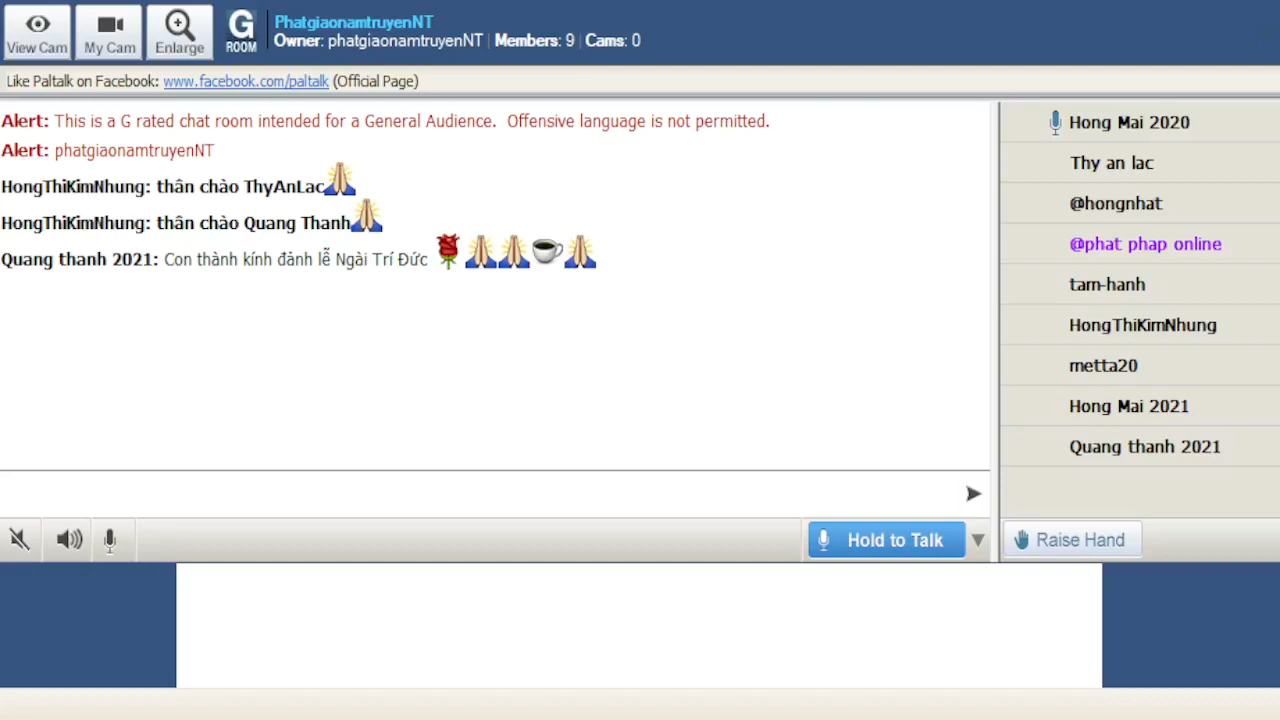 View Cam
My Cam
Enlarge
G
ROOM
PhatgiaonamtruyenNT
Owner: phatgiaonamtruyenNT | Members: 9 | Cams: 0
Like Paltalk on Facebook: www.facebook.com/paltalk (Official Page)
Alert: This is a G rated chat room intended for a General Audience.  Offensive language is not permitted.
Alert: phatgiaonamtruyenNT
HongThiKimNhung: thân chào ThyAnLac
HongThiKimNhung: thân chào Quang Thanh
Quang thanh 2021: Con thành kính đảnh lễ Ngài Trí Đức
Hold to Talk
Hong Mai 2020
Thy an lac
@hongnhat
@phat phap online
tam-hanh
HongThiKimNhung
metta20
Hong Mai 2021
Quang thanh 2021
Raise Hand